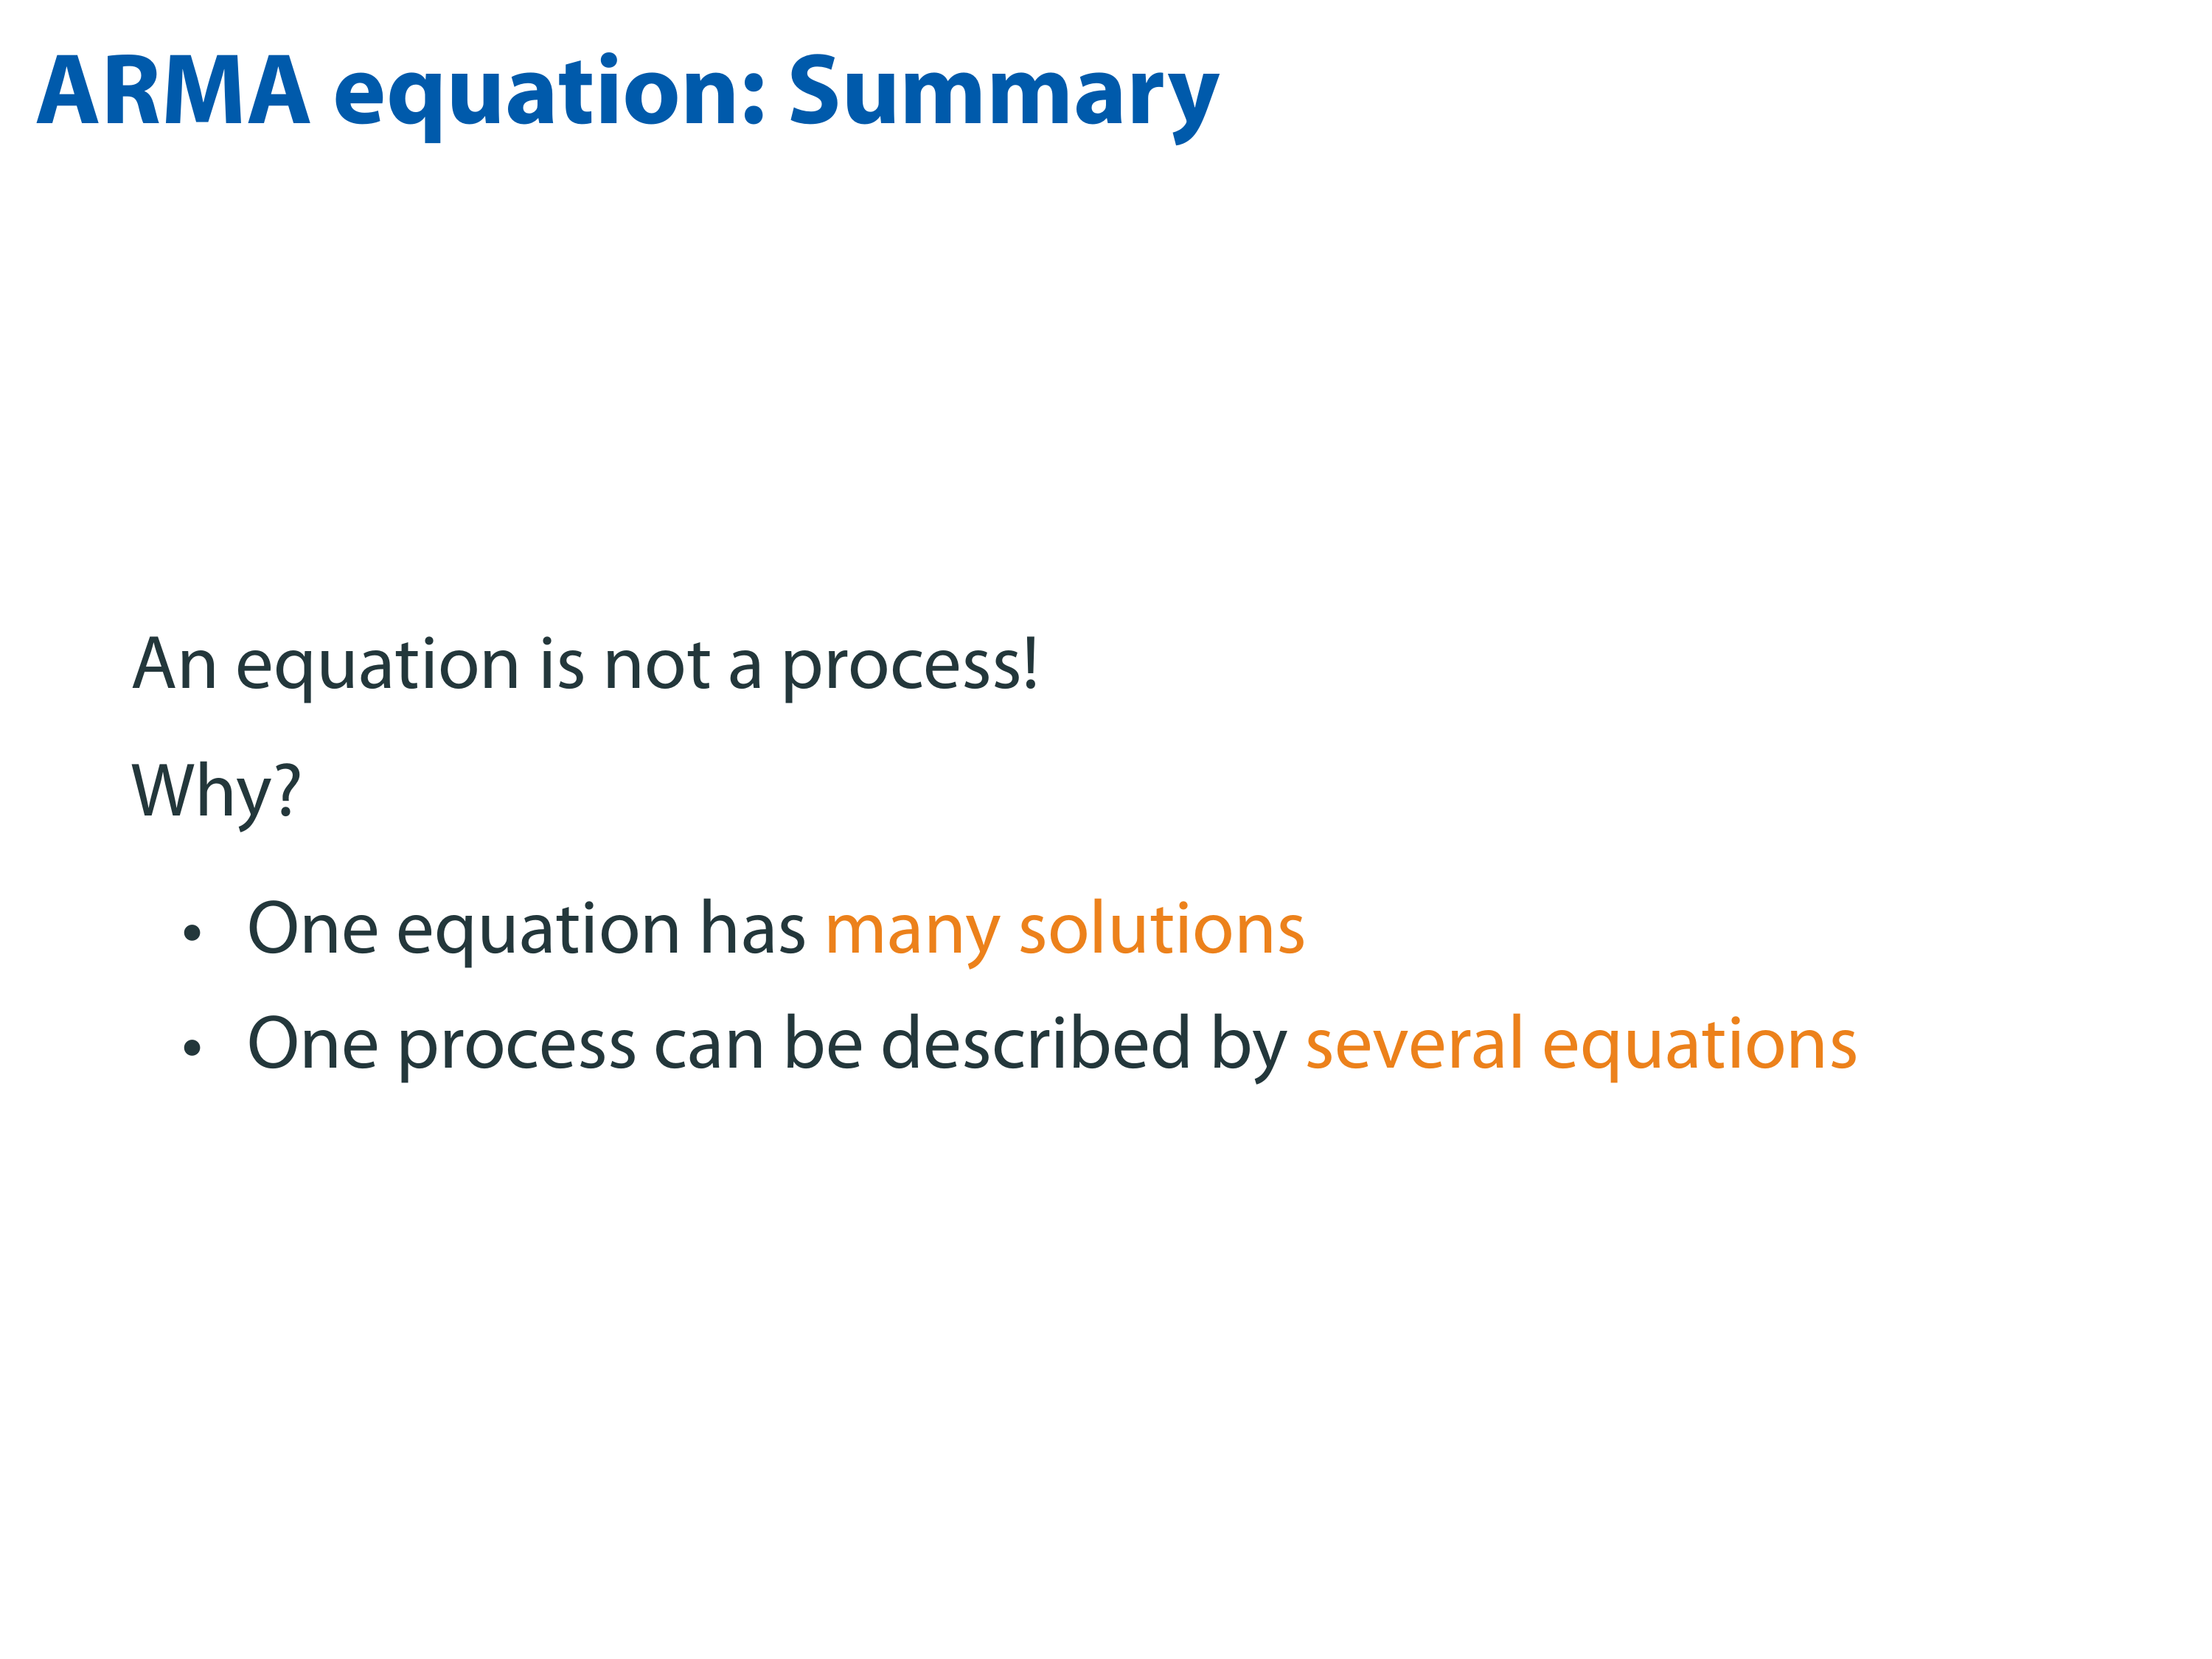 ARMA equation: Summary
An equation is not a process!
Why?
• One equation has many solutions
• One process can be described by several equations